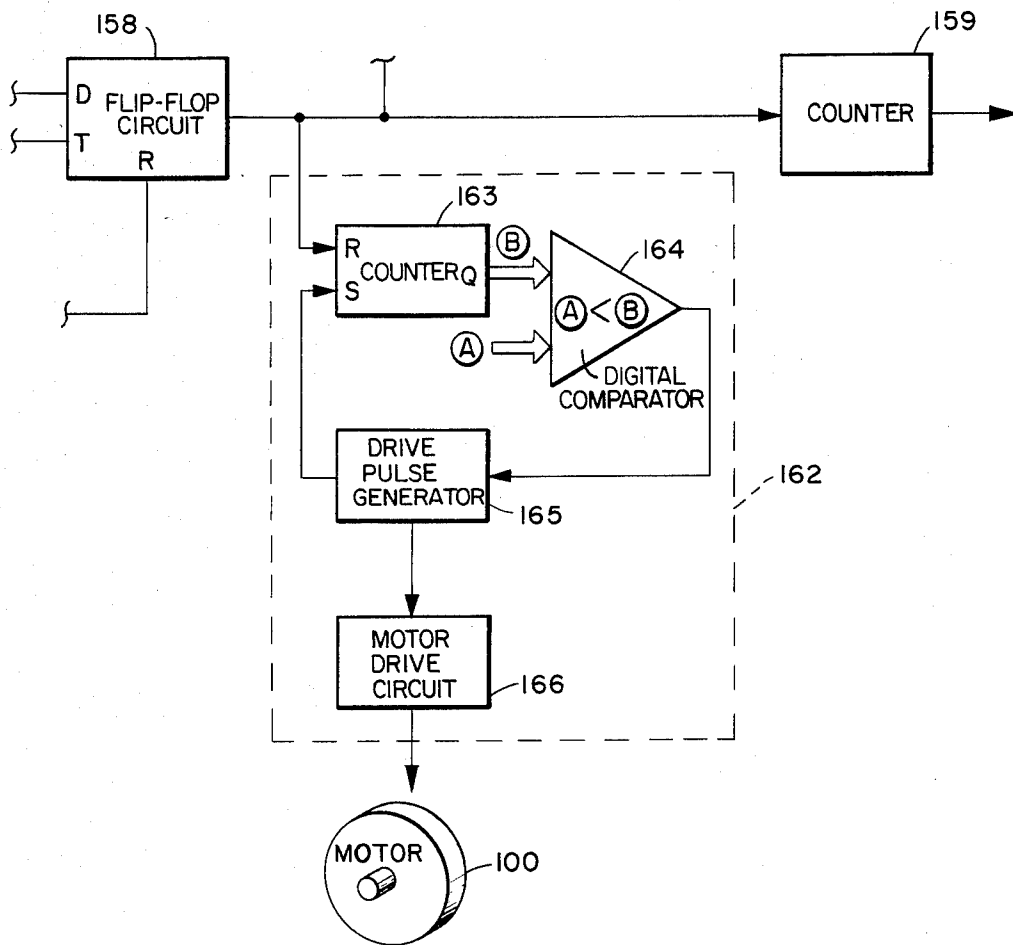 158
159
D
FLIP-FLOP
CIRCUIT
T
R
COUNTER
163
R
COUNTER
Q
S
B
164
A < B
A
DIGITAL
COMPARATOR
DRIVE
PULSE
GENERATOR
165
162
MOTOR
DRIVE
CIRCUIT
166
MOTOR
100